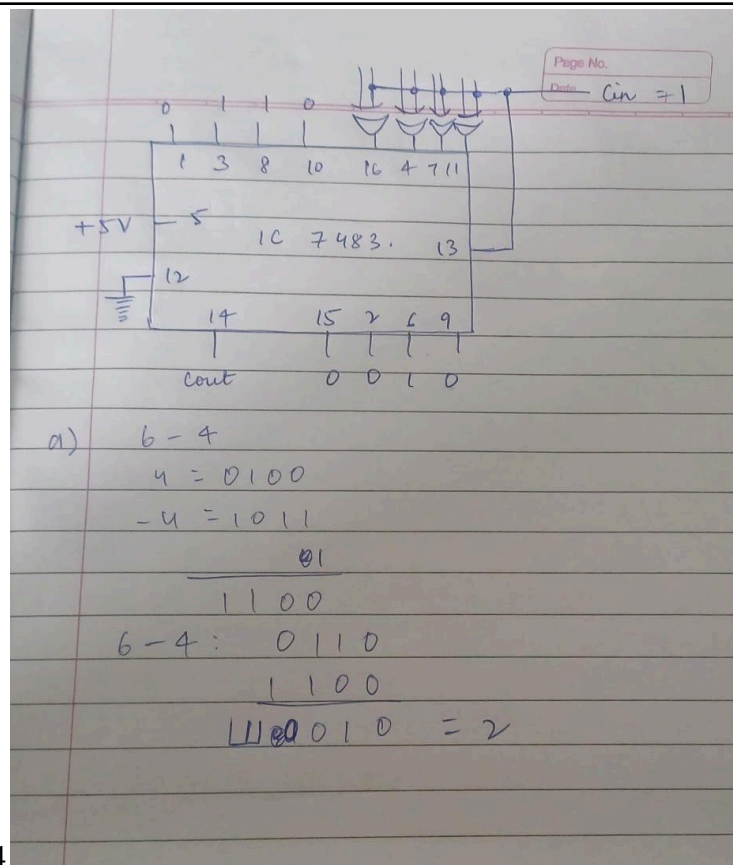 Page No.
Date
Cin = 1
0 1 1 0
1 3 8 10 16 4 7 11
+5V 5
IC 7483. 13
12
14 15 2 6 9
Cout 0 0 1 0
a) 6 - 4
4 = 0100
-4 = 1011
1
1100
6 - 4 : 0110
1100
010 = 2
4